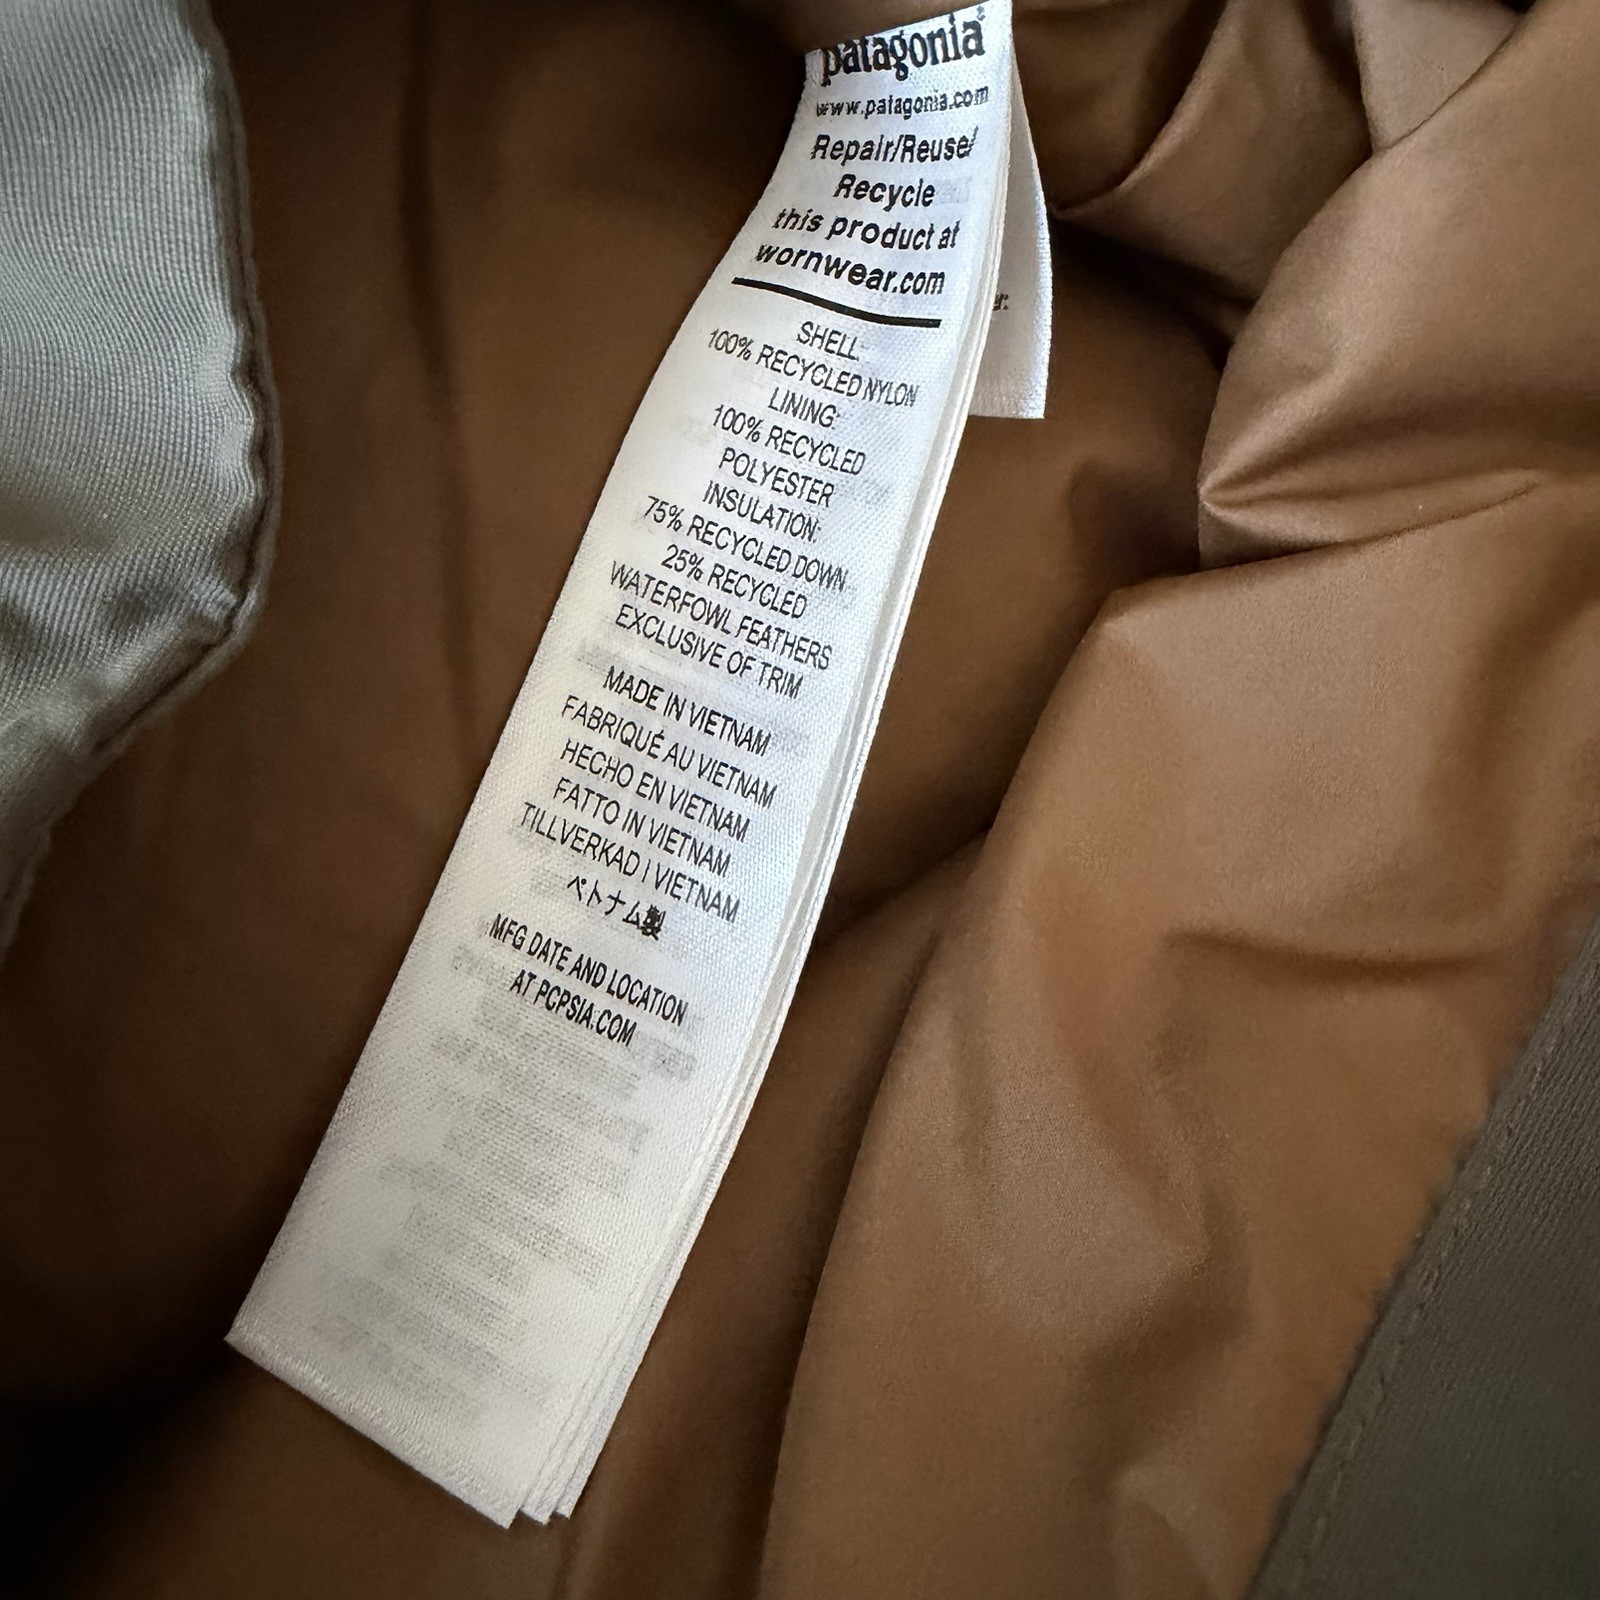 patagonia
www.patagonia.com
Repair/Reuse/
Recycle
this product at
wornwear.com
SHELL:
100% RECYCLED NYLON
LINING:
100% RECYCLED
POLYESTER
INSULATION:
75% RECYCLED DOWN
25% RECYCLED
WATERFOWL FEATHERS
EXCLUSIVE OF TRIM
MADE IN VIETNAM
FABRIQUÉ AU VIETNAM
HECHO EN VIETNAM
FATTO IN VIETNAM
TILLVERKAD I VIETNAM
ベトナム製
MFG DATE AND LOCATION
AT PCPSIA.COM